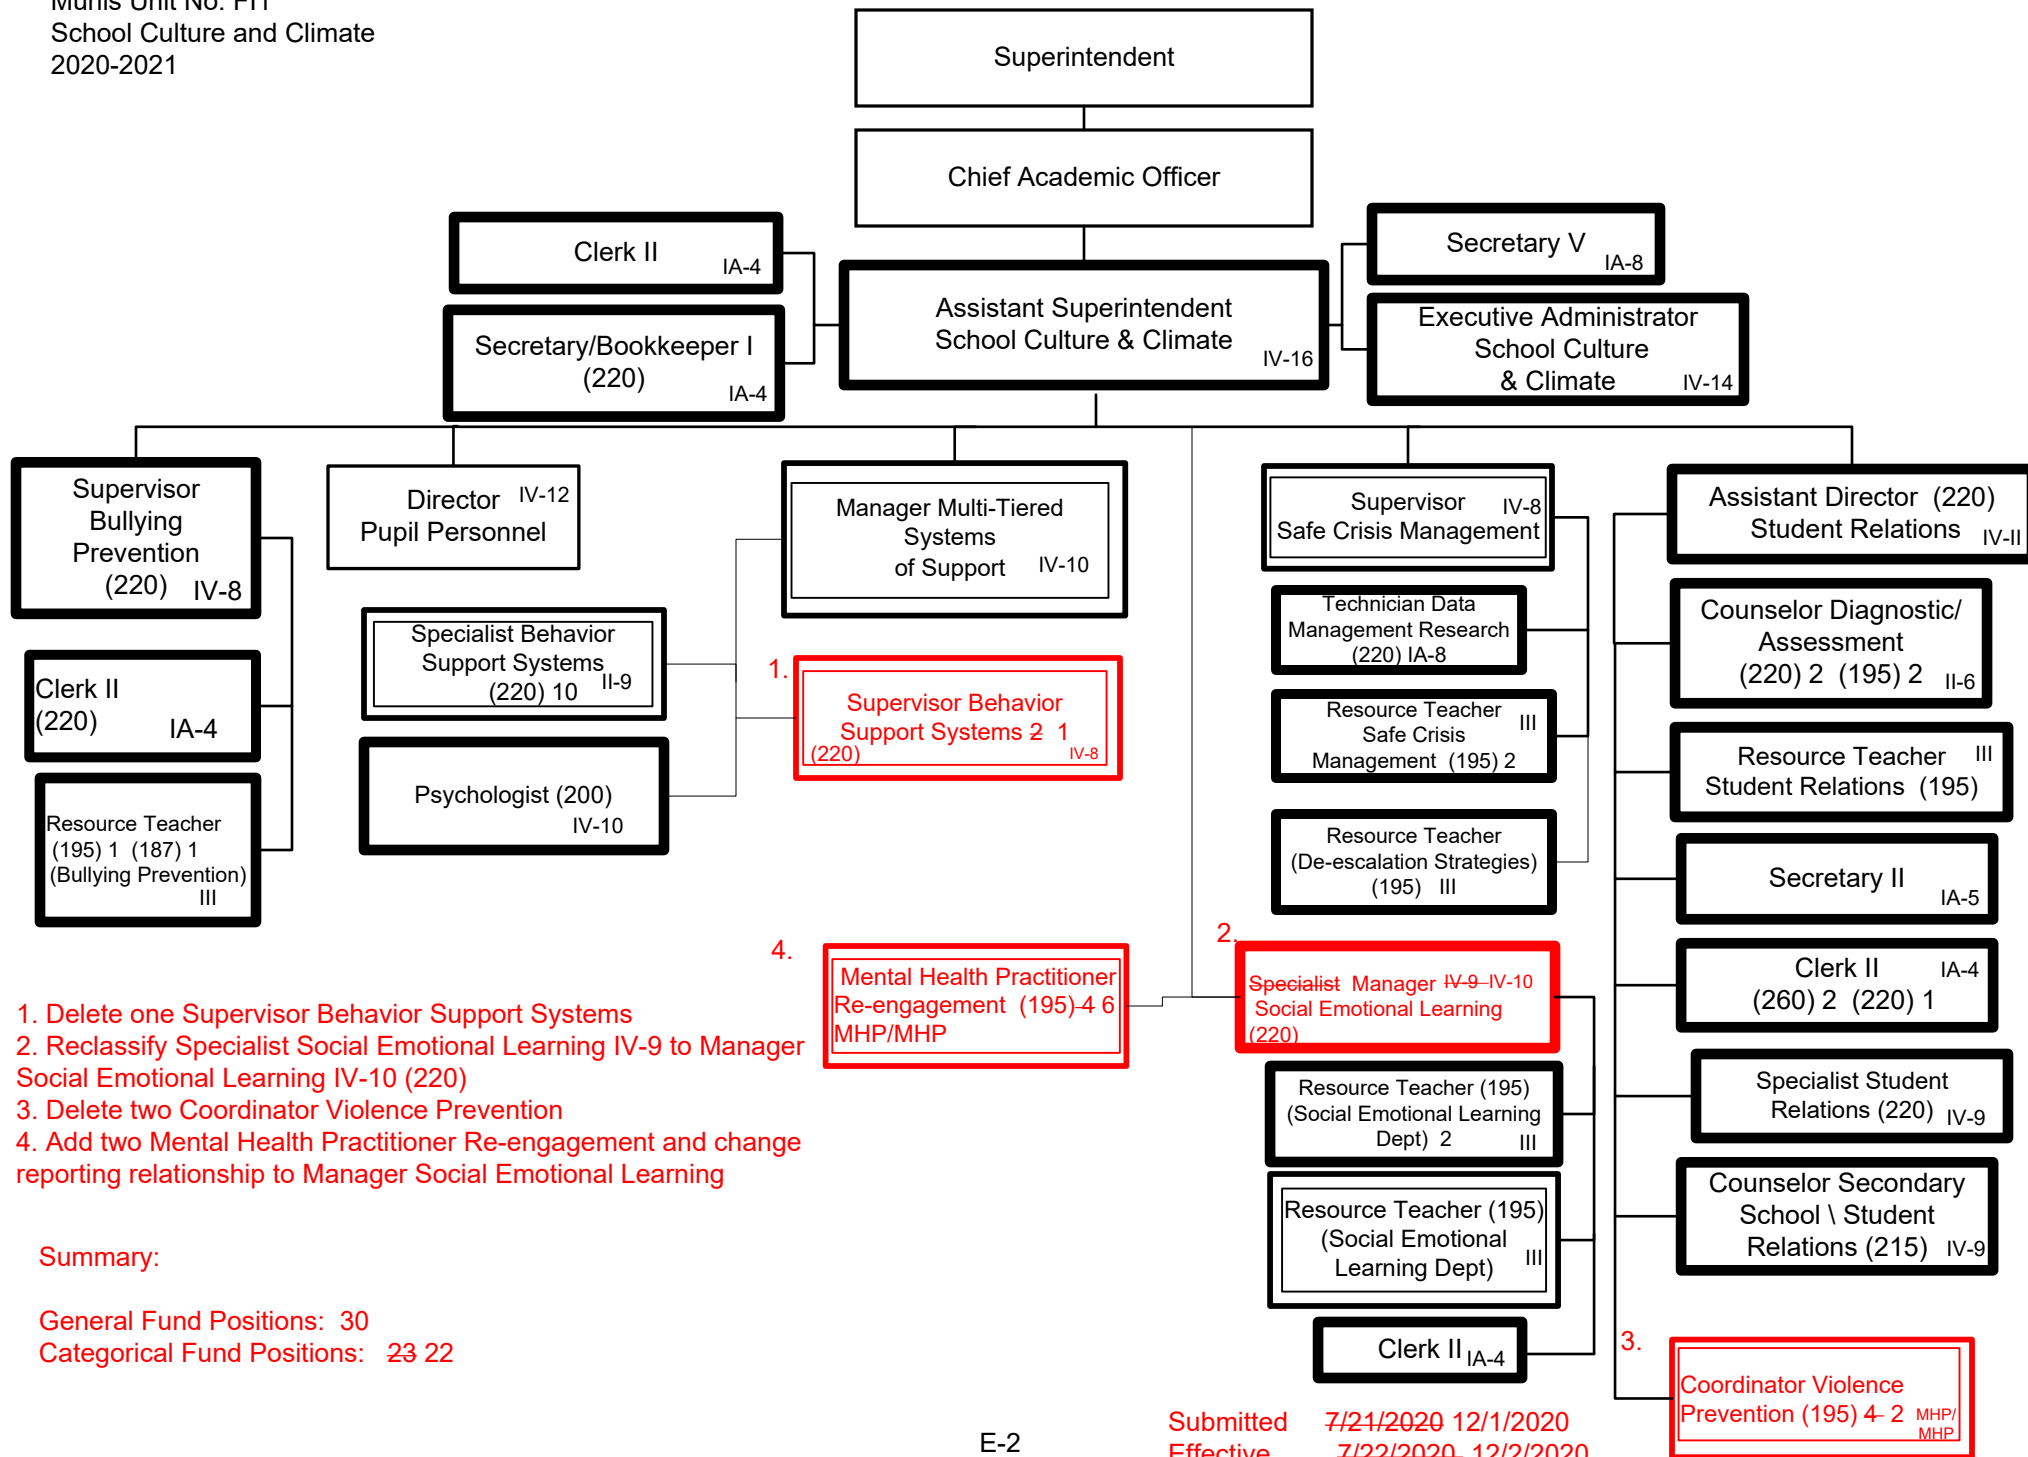 Munis Unit No. FI1
School Culture and Climate
2020-2021
Superintendent
Chief Academic Officer
Clerk II
IA-4
Secretary/Bookkeeper I
(220)
IA-4
Assistant Superintendent
School Culture & Climate
IV-16
Secretary V
IA-8
Executive Administrator
School Culture
& Climate IV-14
Supervisor
Bullying
Prevention
(220) IV-8
Clerk II
(220) IA-4
Resource Teacher
(195) 1 (187) 1
(Bullying Prevention)
III
Director IV-12
Pupil Personnel
Manager Multi-Tiered
Systems
of Support IV-10
Specialist Behavior
Support Systems
(220) 10 II-9
Psychologist (200)
IV-10
1.
Supervisor Behavior
Support Systems 2 1
(220) IV-8
Supervisor IV-8
Safe Crisis Management
Technician Data
Management Research
(220) IA-8
Resource Teacher III
Safe Crisis
Management (195) 2
Resource Teacher
(De-escalation Strategies)
(195) III
Assistant Director (220)
Student Relations IV-II
Counselor Diagnostic/
Assessment
(220) 2 (195) 2 II-6
Resource Teacher III
Student Relations (195)
Secretary II
IA-5
Clerk II IA-4
(260) 2 (220) 1
Specialist Student
Relations (220) IV-9
Counselor Secondary
School \ Student
Relations (215) IV-9
3.
Coordinator Violence
Prevention (195) 4 2 MHP/
MHP
4.
Mental Health Practitioner
Re-engagement (195) 4 6
MHP/MHP
2.
Specialist Manager IV-9 IV-10
Social Emotional Learning
(220)
Resource Teacher (195)
(Social Emotional Learning
Dept) 2 III
Resource Teacher (195)
(Social Emotional
Learning Dept) III
Clerk II IA-4
1. Delete one Supervisor Behavior Support Systems
2. Reclassify Specialist Social Emotional Learning IV-9 to Manager
Social Emotional Learning IV-10 (220)
3. Delete two Coordinator Violence Prevention
4. Add two Mental Health Practitioner Re-engagement and change
reporting relationship to Manager Social Emotional Learning
Summary:
General Fund Positions: 30
Categorical Fund Positions: 23 22
E-2
Submitted 7/21/2020 12/1/2020
Effective 7/22/2020 12/2/2020